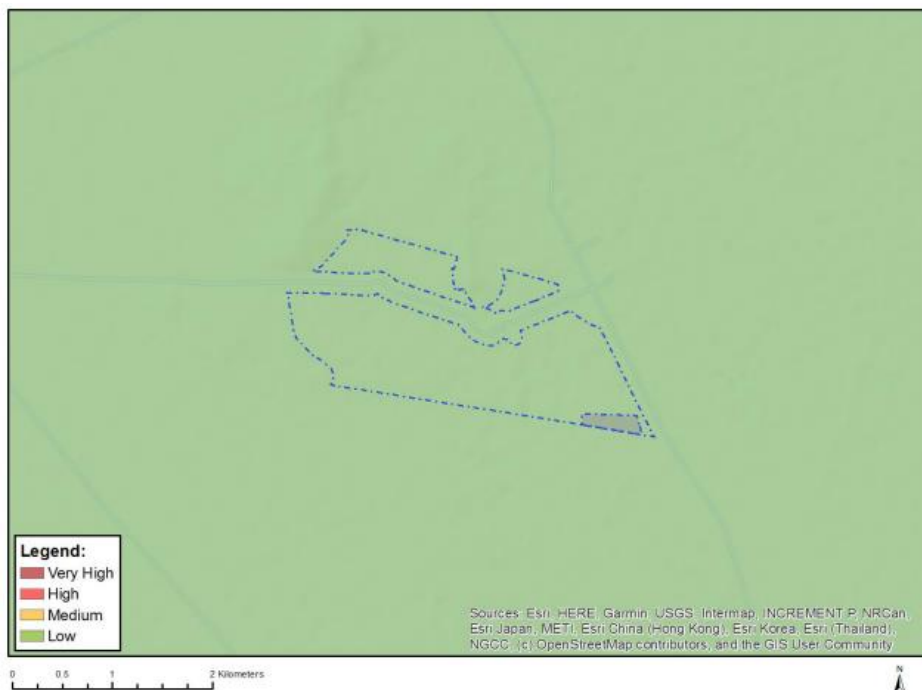 Legend:
Very High
High
Medium
Low
Sources: Esri, HERE, Garmin, USGS, Intermap, INCREMENT P, NRCan,
Esri Japan, METI, Esri China (Hong Kong), Esri Korea, Esri (Thailand),
NGCC, (c) OpenStreetMap contributors, and the GIS User Community
0 0.5 1 2 Kilometers
N